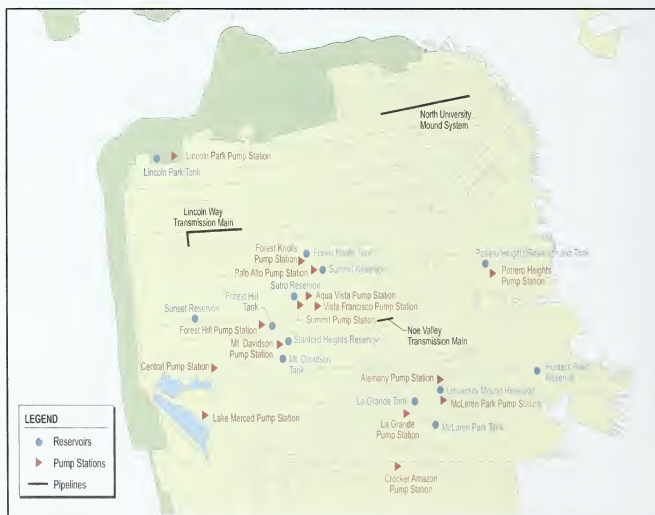 North University
Mound System
Lincoln Park Pump Station
Lincoln Park Tank
Lincoln Way
Transmission Main
Forest Knolls
Pump Station
Forest Knolls Tank
Palo Alto Pump Station
Summit Reservoir
Potrero Heights Reservoir and Tank
Potrero Heights
Pump Station
Sutro Reservoir
Aqua Vista Pump Station
Vista Francisco Pump Station
Forest Hill
Tank
Sunset Reservoir
Summit Pump Station
Forest Hill Pump Station
Noe Valley
Transmission Main
Stanford Heights Reservoir
Mt Davidson
Pump Station
Mt Davidson
Tank
Central Pump Station
Hunters Point
Reservoir
Alemany Pump Station
University Mound Reservoir
La Grande Tank
McLaren Park Pump Station
Lake Merced Pump Station
La Grande
Pump Station
McLaren Park Tank
Crocker Amazon
Pump Station
LEGEND
Reservoirs
Pump Stations
Pipelines